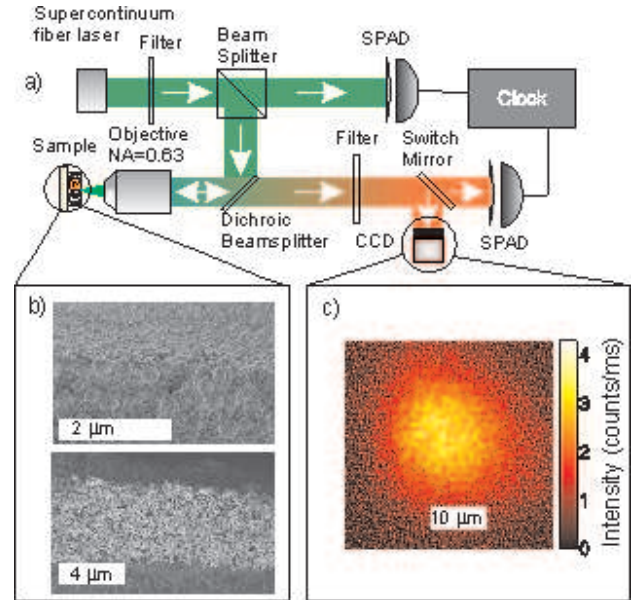 Supercontinuum
fiber laser
Filter
Beam
Splitter
SPAD
a)
Clock
Sample
Objective
NA=0.63
Filter
Switch
Mirror
Dichroic
Beamsplitter
CCD
SPAD
b)
2 µm
4 µm
c)
10 µm
4
3
2
1
0
Intensity (counts/ms)